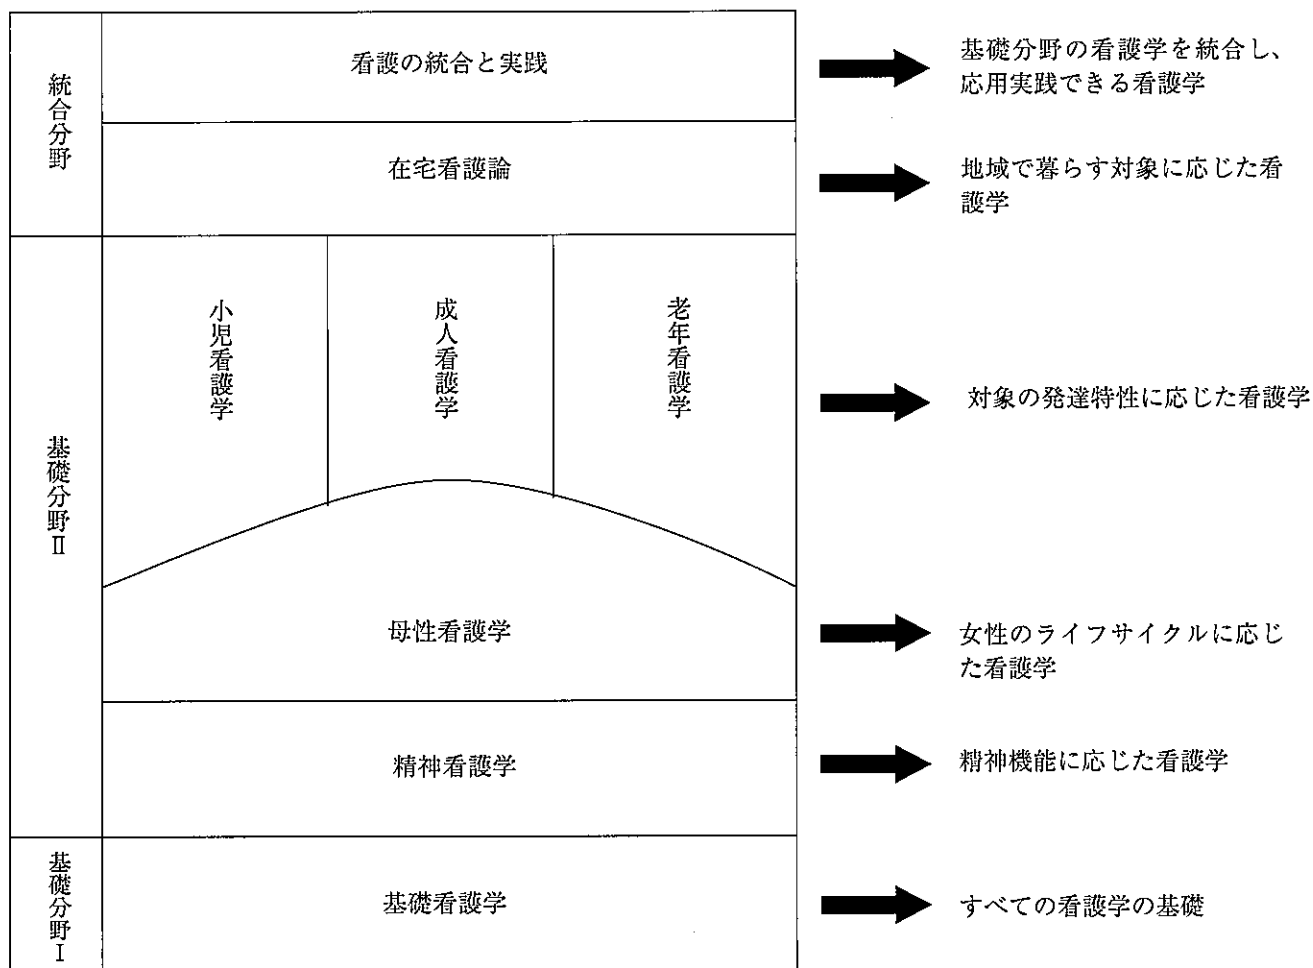 統合分野
看護の統合と実践
基礎分野の看護学を統合し、
応用実践できる看護学
在宅看護論
地域で暮らす対象に応じた看
護学
基礎分野Ⅱ
小児看護学
成人看護学
老年看護学
対象の発達特性に応じた看護学
母性看護学
女性のライフサイクルに応じ
た看護学
精神看護学
精神機能に応じた看護学
基礎分野Ⅰ
基礎看護学
すべての看護学の基礎